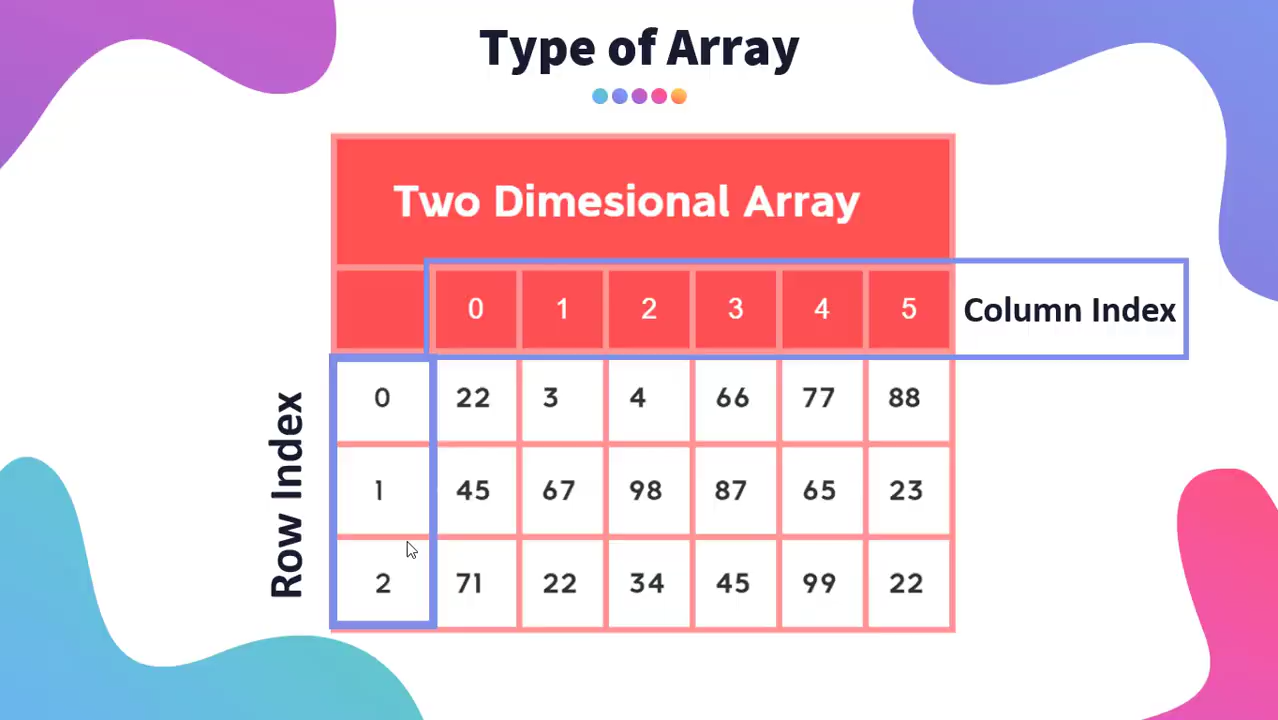 Type of Array
Two Dimesional Array
0 1 2 3 4 5 Column Index
Row Index
0 22 3 4 66 77 88
1 45 67 98 87 65 23
2 71 22 34 45 99 22